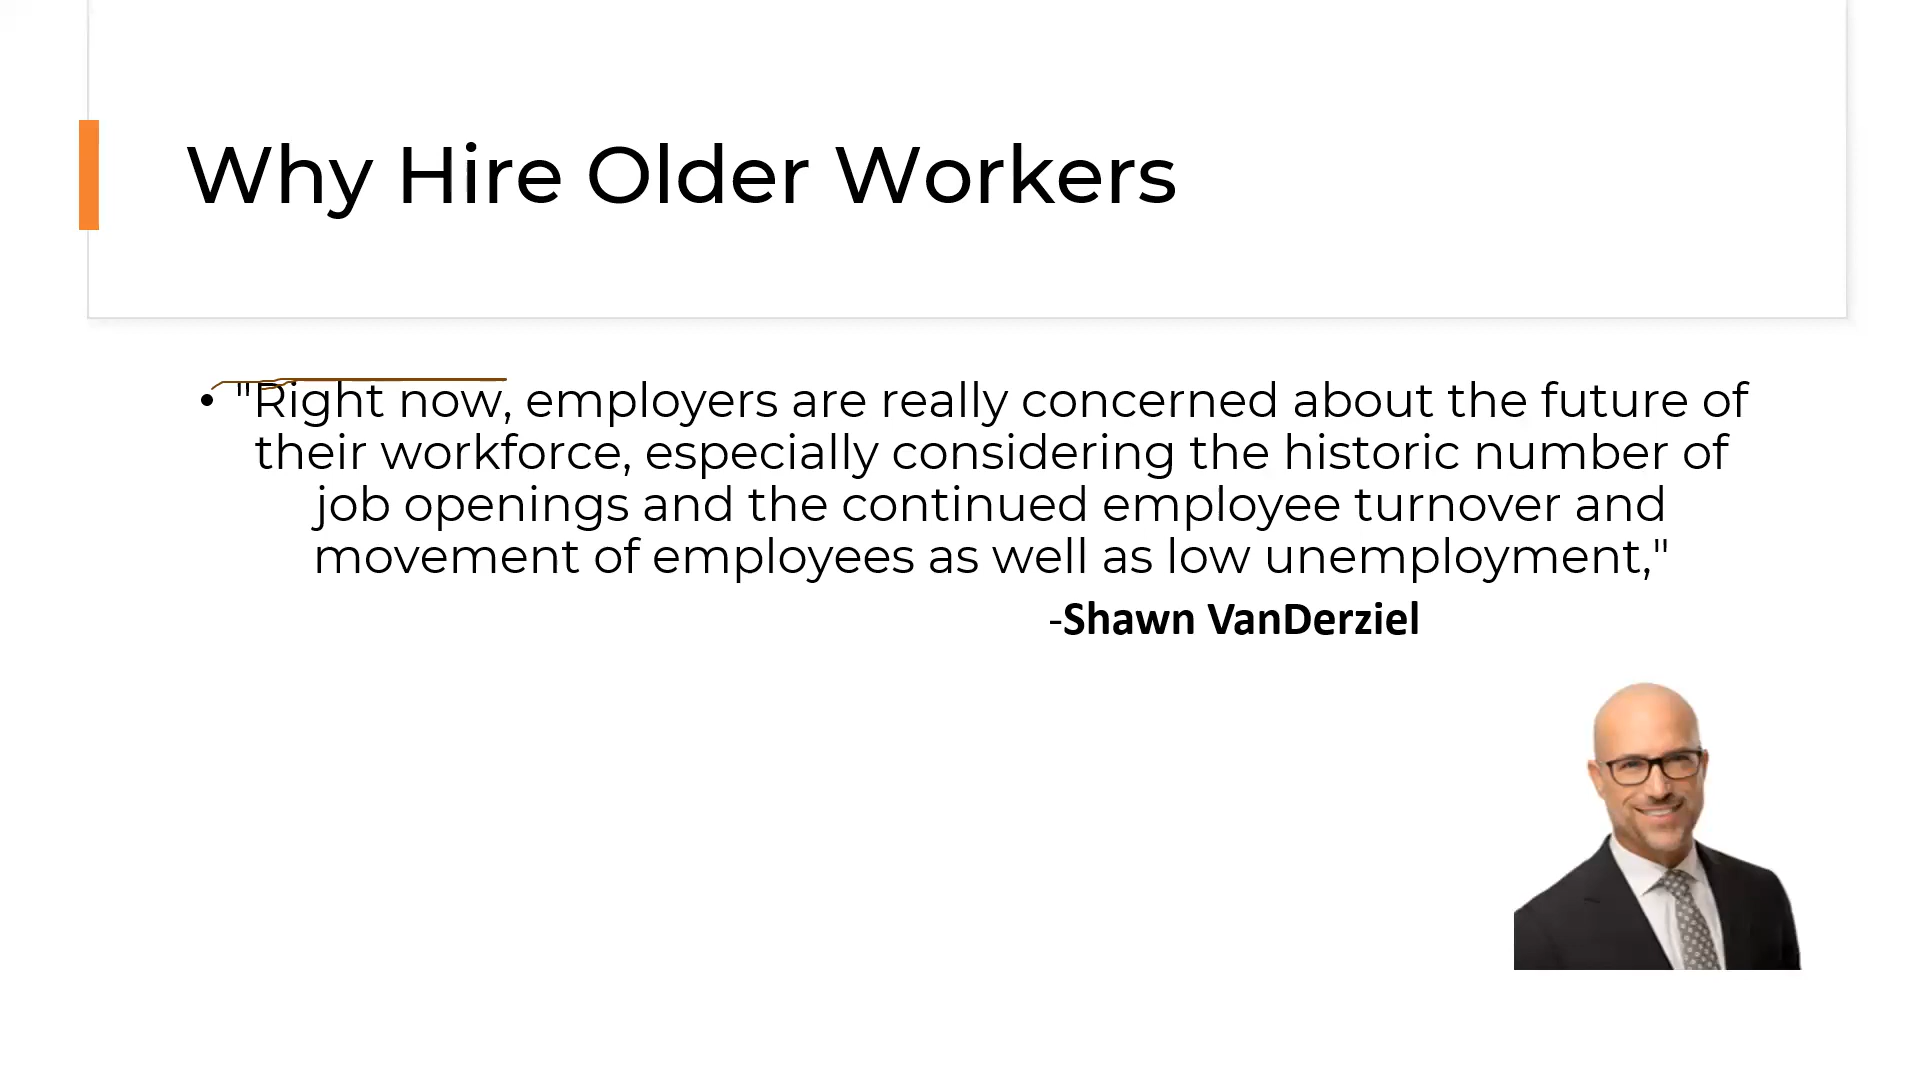 Why Hire Older Workers
• "Right now, employers are really concerned about the future of
their workforce, especially considering the historic number of
job openings and the continued employee turnover and
movement of employees as well as low unemployment,"
-Shawn VanDerziel